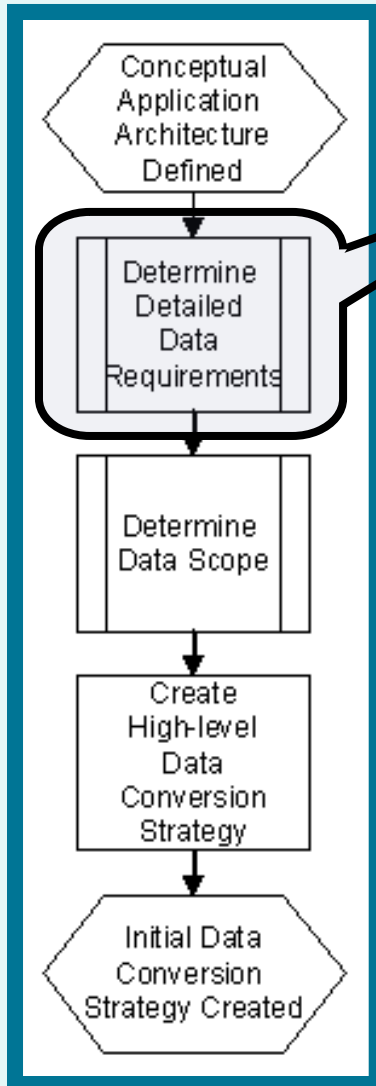 Conceptual
Application
Architecture
Defined
Determine
Detailed
Data
Requirements
Determine
Data Scope
Create
High-level
Data
Conversion
Strategy
Initial Data
Conversion
Strategy Created